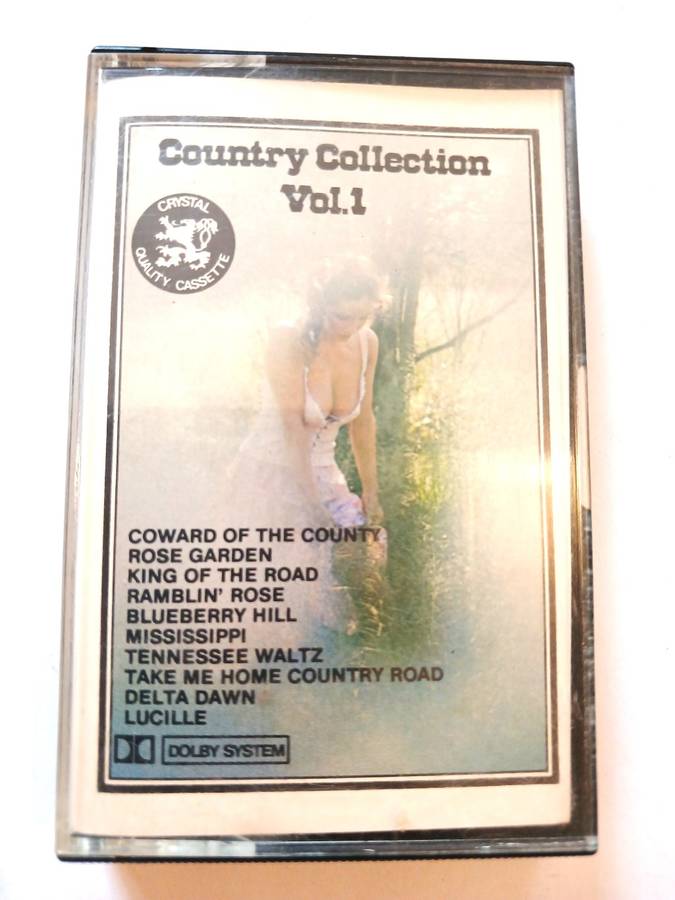 Country Collection
Vol.1
CRYSTAL
QUALITY CASSETTE
COWARD OF THE COUNTY
ROSE GARDEN
KING OF THE ROAD
RAMBLIN' ROSE
BLUEBERRY HILL
MISSISSIPPI
TENNESSEE WALTZ
TAKE ME HOME COUNTRY ROAD
DELTA DAWN
LUCILLE
DOLBY SYSTEM